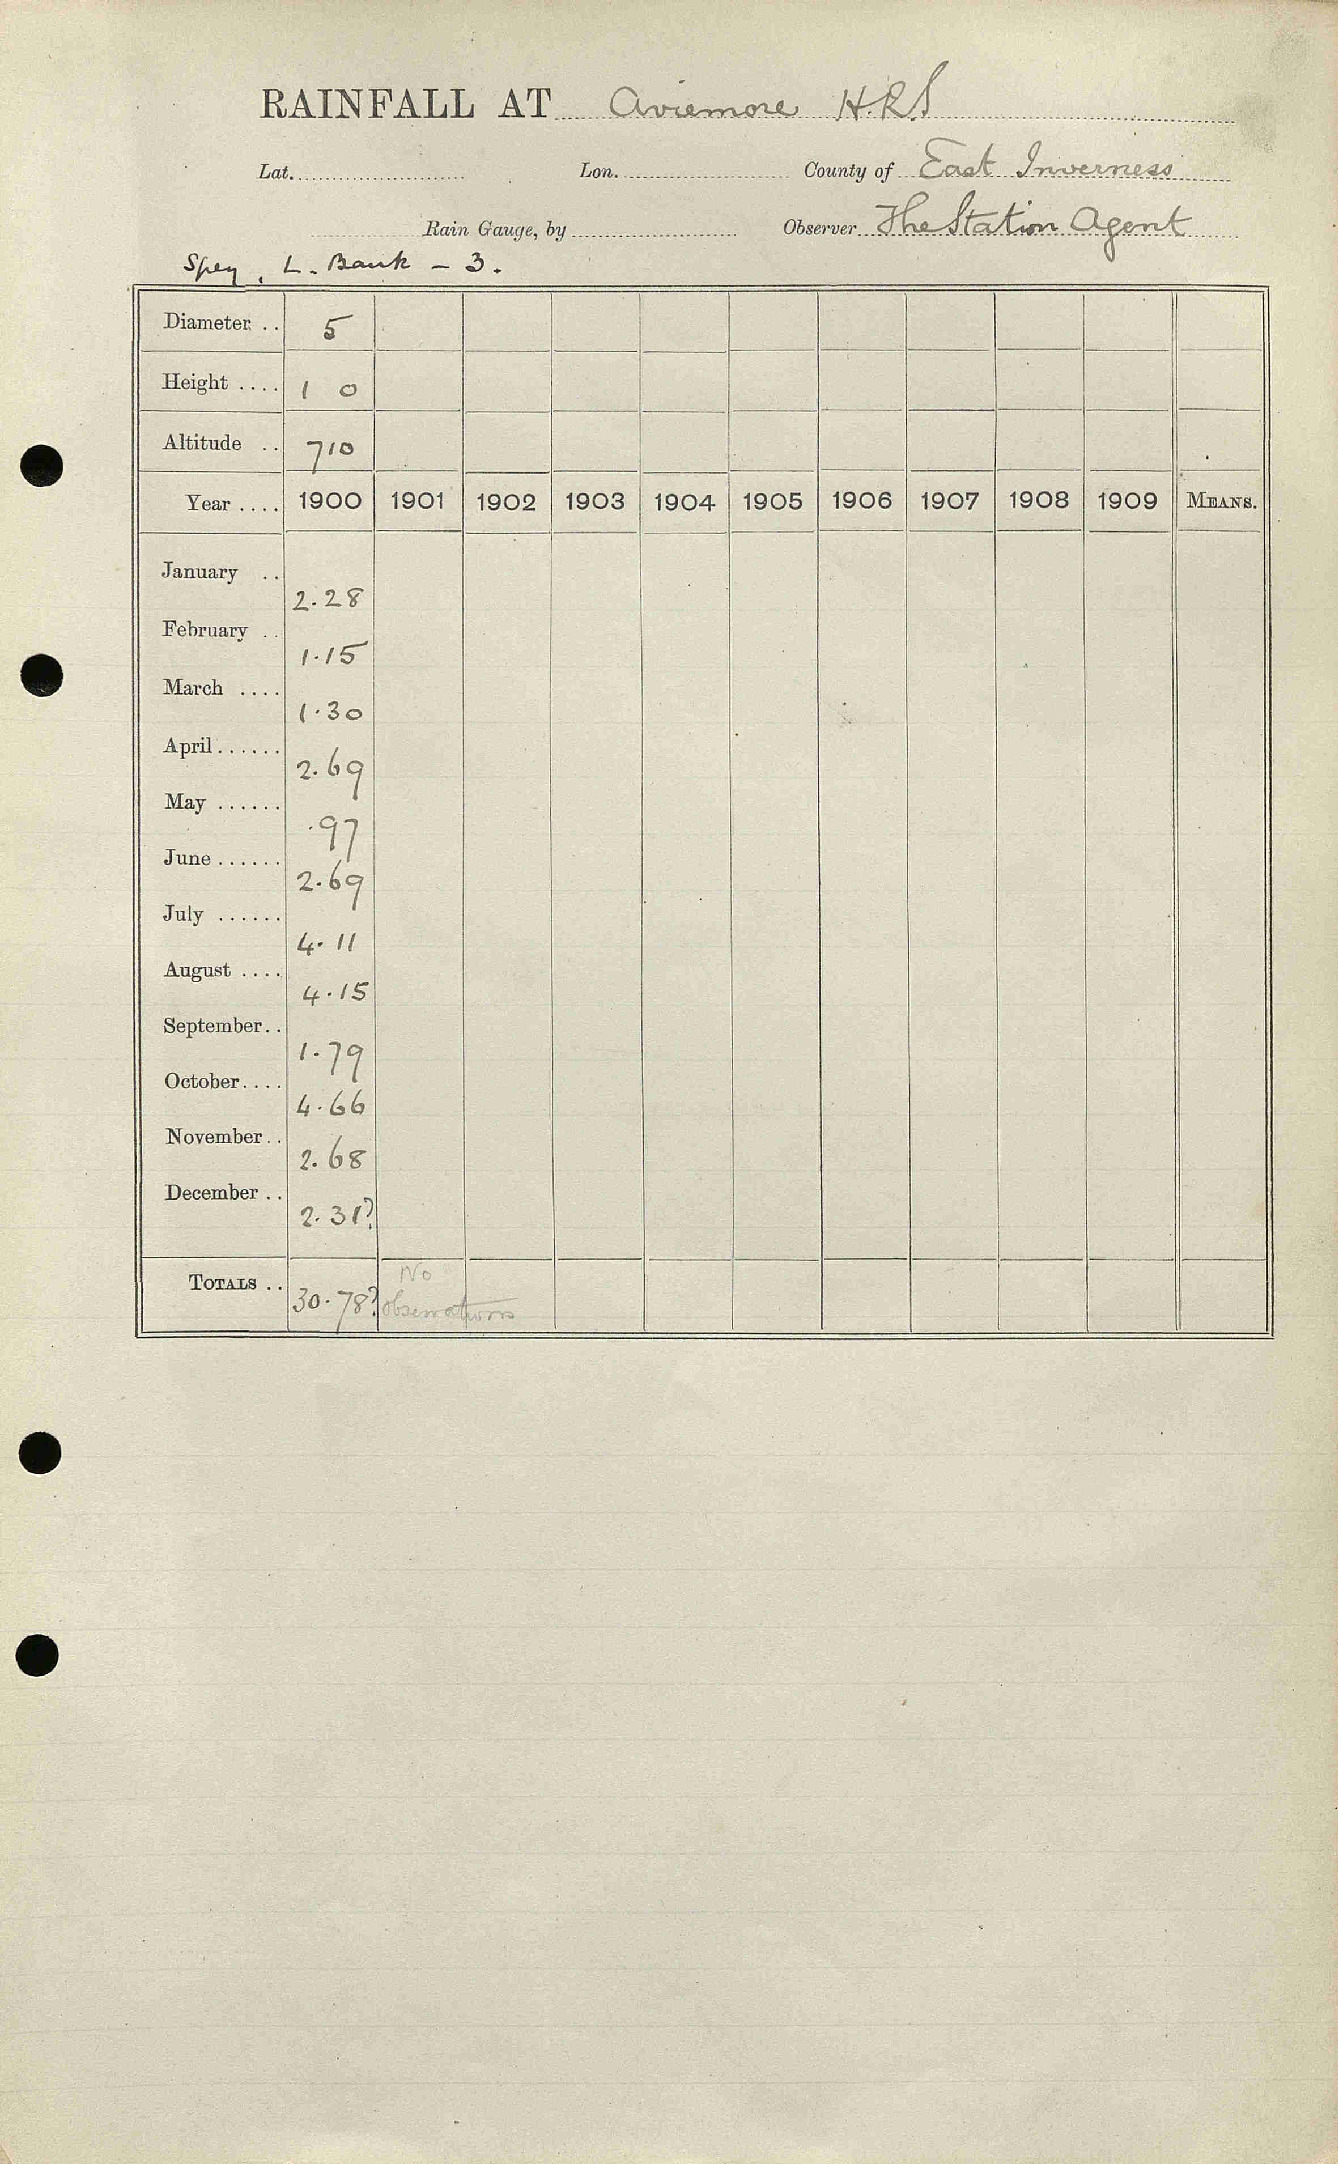 RAINFALL AT Aviemore H.R.S
Lat. Lon. County of East Inverness
Rain Gauge, by Observer The Station Agent
Spey, L. Bank – 3.
Diameter .. 5
Height .... 1 0
Altitude .. 710
Year .... 1900 1901 1902 1903 1904 1905 1906 1907 1908 1909 MEANS.
January .. 2.28
February .. 1.15
March .... 1.30
April...... 2.69
May ...... .97
June...... 2.69
July ...... 4.11
August .... 4.15
September.. 1.79
October.... 4.66
November.. 2.68
December .. 2.31?
TOTALS .. 30.78? No
observations